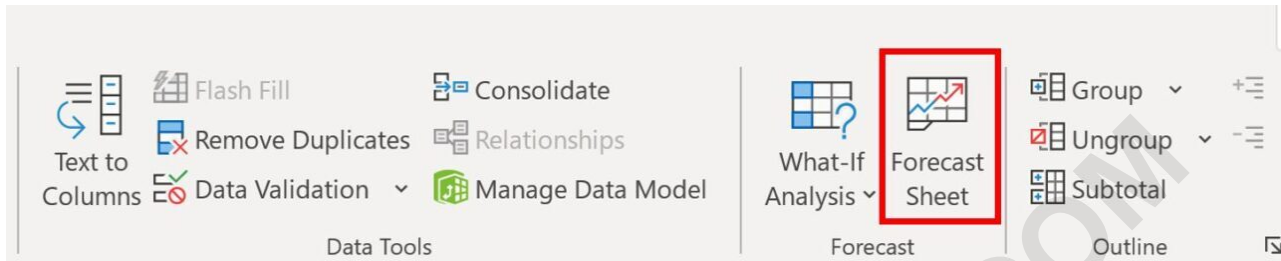 Text to
Columns
Flash Fill
Remove Duplicates
Data Validation
Consolidate
Relationships
Manage Data Model
Data Tools
What-If
Analysis
Forecast
Sheet
Forecast
Group
Ungroup
Subtotal
Outline
COM